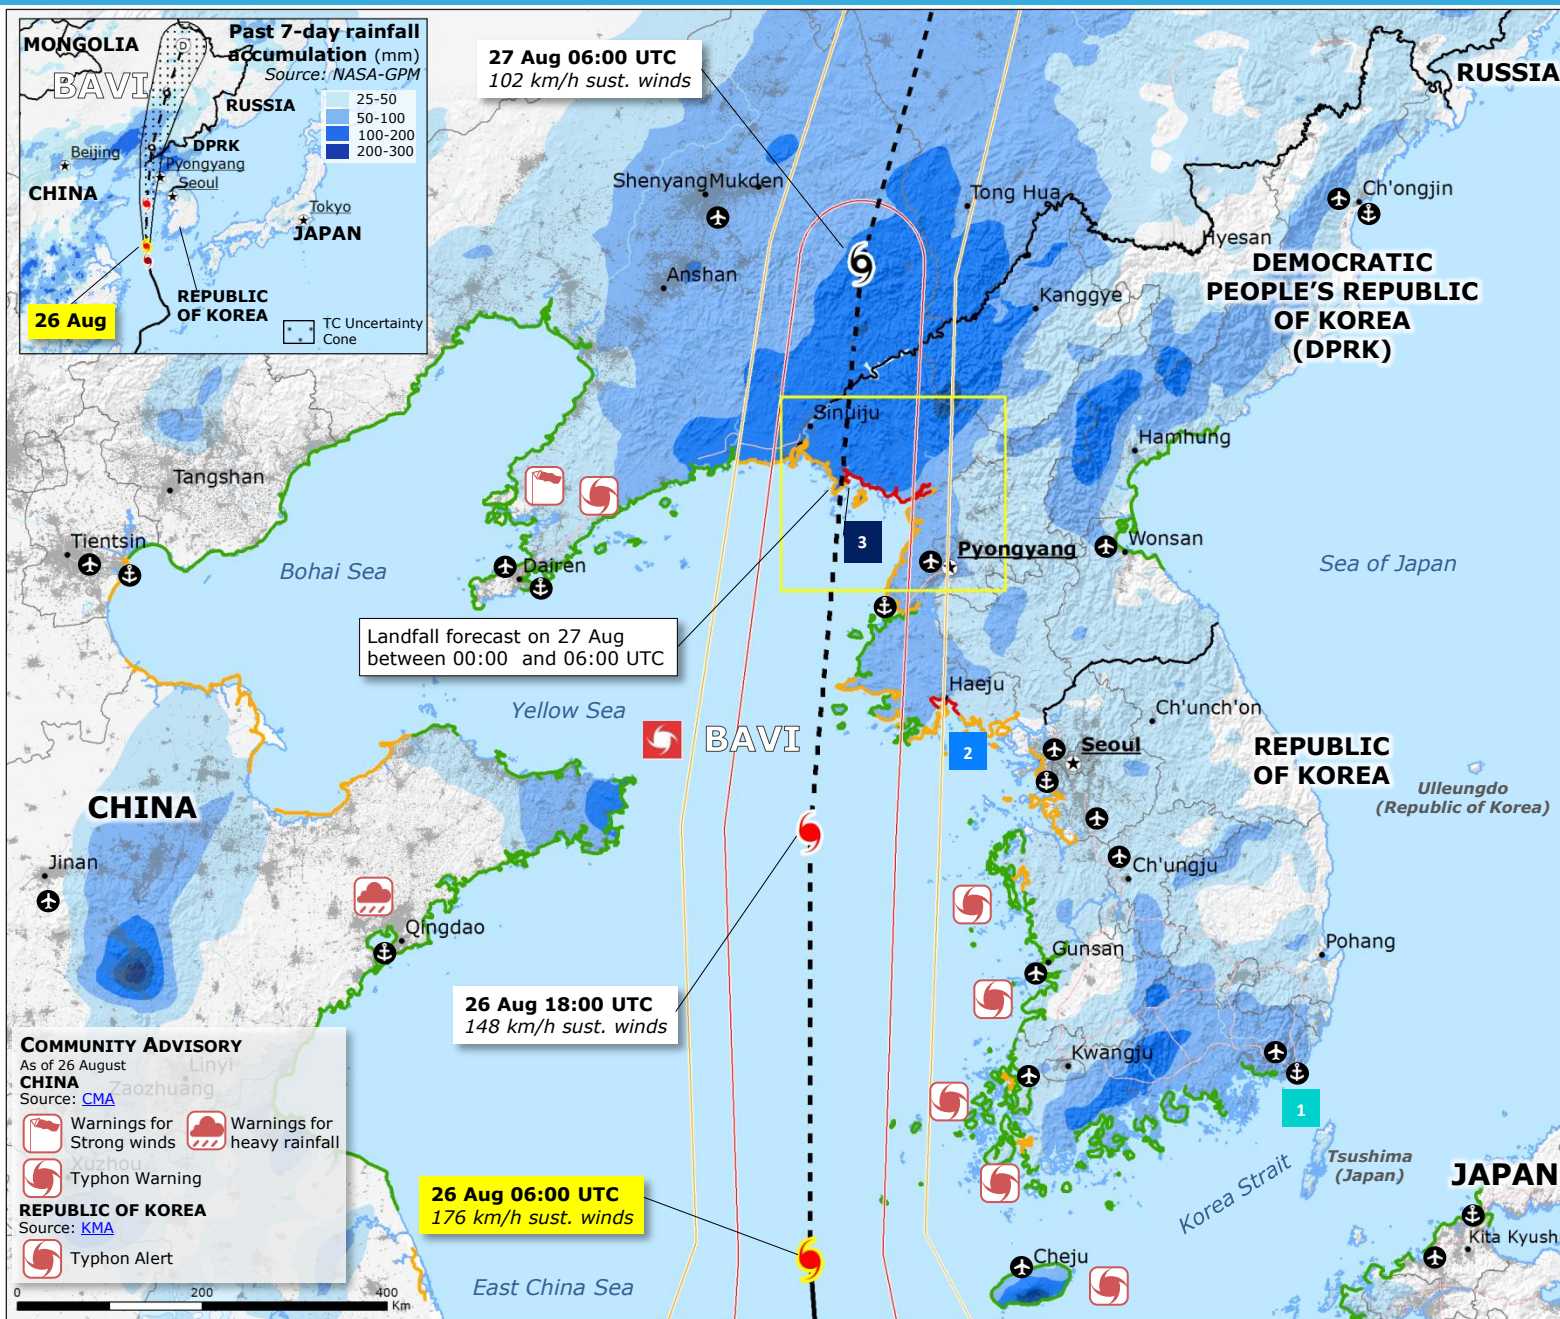 MONGOLIA
BAVI
RUSSIA
DPRK
Beijing
Pyongyang
Seoul
CHINA
Tokyo
JAPAN
REPUBLIC
OF KOREA
26 Aug
TC Uncertainty
Cone
Past 7-day rainfall
accumulation (mm)
Source: NASA-GPM
25-50
50-100
100-200
200-300
27 Aug 06:00 UTC
102 km/h sust. winds
RUSSIA
ShenyangMukden
Tong Hua
Ch'ongjin
Hyesan
Anshan
Kanggye
DEMOCRATIC
PEOPLE'S REPUBLIC
OF KOREA
(DPRK)
Sinuiju
Hamhung
Tangshan
Tientsin
Bohai Sea
Dairen
3
Pyongyang
Wonsan
Sea of Japan
Landfall forecast on 27 Aug
between 00:00 and 06:00 UTC
Haeju
Yellow Sea
BAVI
2
Ch'unch'on
Seoul
REPUBLIC
OF KOREA
Ulleungdo
(Republic of Korea)
CHINA
Jinan
Ch'ungju
Qingdao
Gunsan
Pohang
26 Aug 18:00 UTC
148 km/h sust. winds
Kwangju
1
Tsushima
(Japan)
Korea Strait
JAPAN
Kita Kyush
26 Aug 06:00 UTC
176 km/h sust. winds
Cheju
East China Sea
COMMUNITY ADVISORY
As of 26 August
Linyi
CHINA
Zaozhuang
Source: CMA
Warnings for
Strong winds
Warnings for
heavy rainfall
Xuzhou
Typhon Warning
REPUBLIC OF KOREA
Source: KMA
Typhon Alert
0 200 400
Km